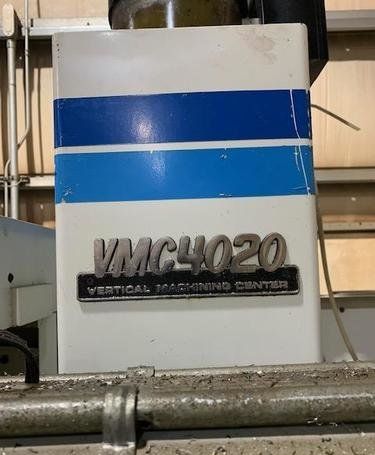 VMC4020
VERTICAL MACHINING CENTER